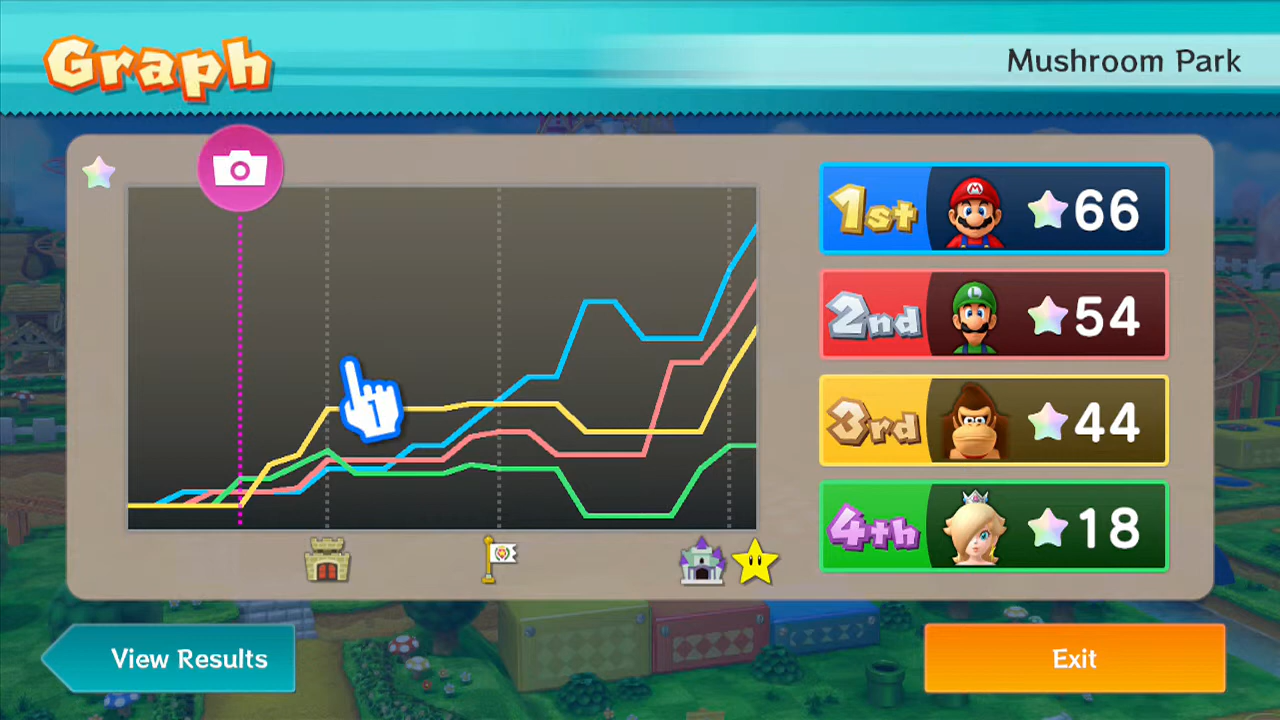 Graph
Mushroom Park
1st 66
2nd 54
3rd 44
4th 18
View Results
Exit